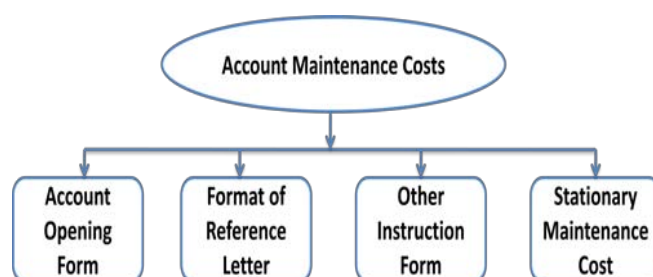 Account Maintenance Costs
Account
Opening
Form
Format of
Reference
Letter
Other
Instruction
Form
Stationary
Maintenance
Cost